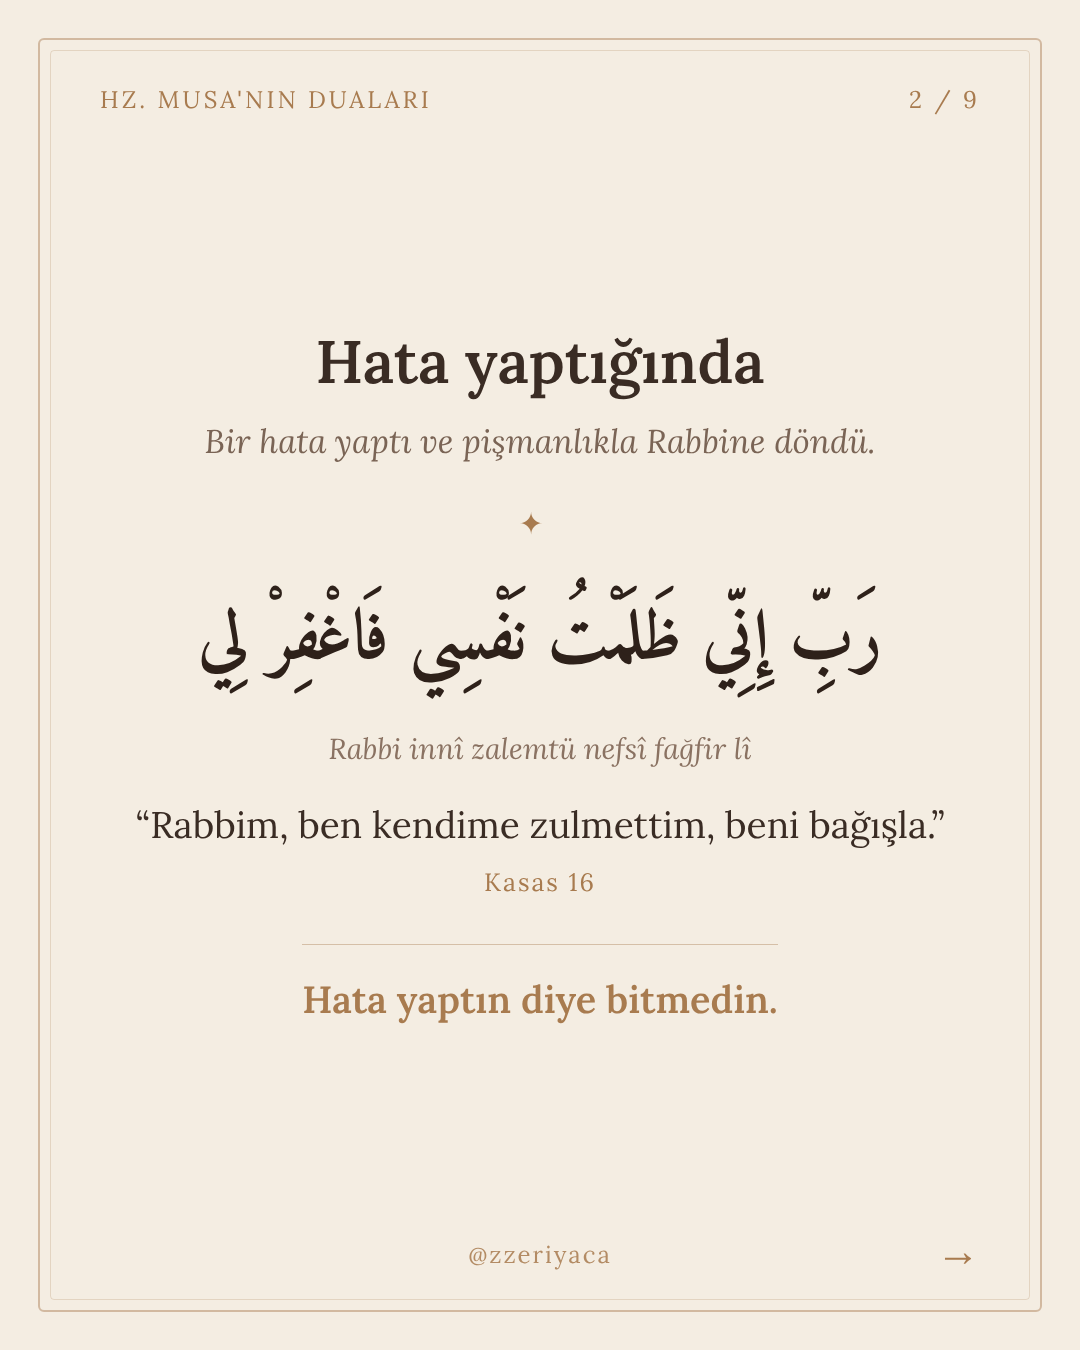 HZ. MUSA'NIN DUALARI
2 / 9
Hata yaptığında
Bir hata yaptı ve pişmanlıkla Rabbine döndü.
رَبِّ إِنِّي ظَلَمْتُ نَفْسِي فَاغْفِرْ لِي
Rabbi innî zalemtü nefsî fağfir lî
“Rabbim, ben kendime zulmettim, beni bağışla.”
Kasas 16
Hata yaptın diye bitmedin.
@zzeriyaca
→